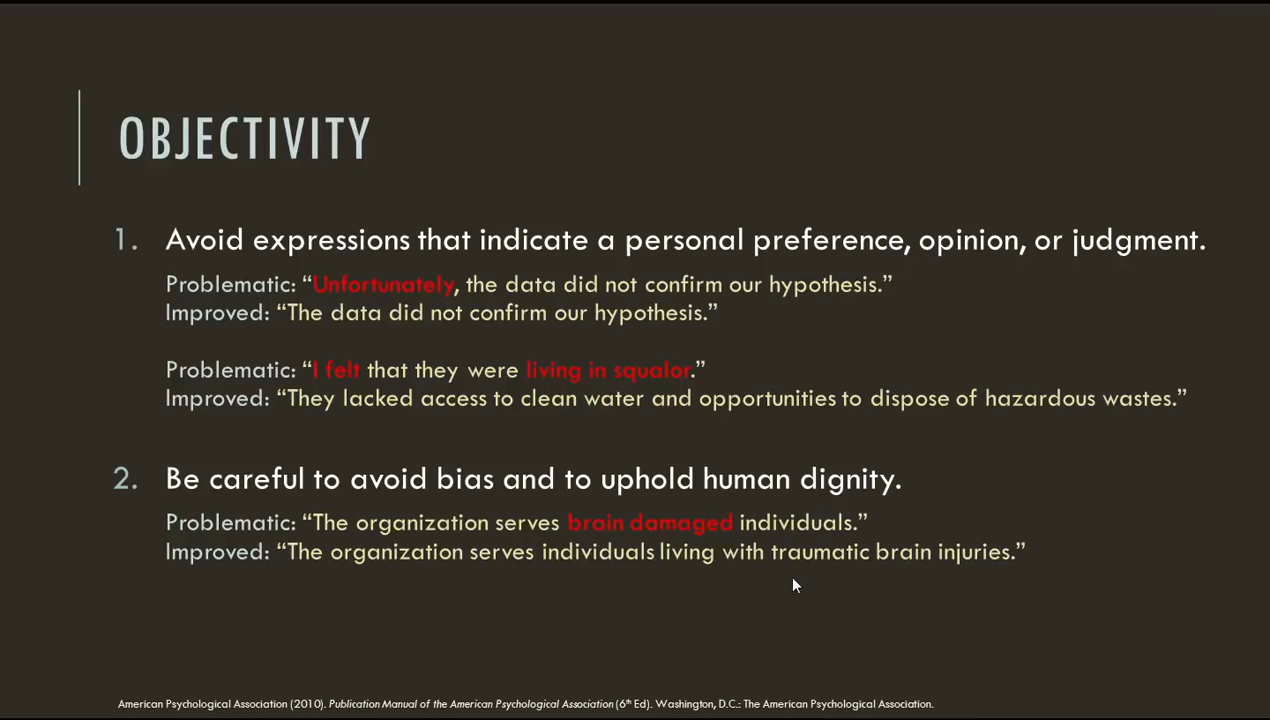 OBJECTIVITY
1. Avoid expressions that indicate a personal preference, opinion, or judgment.
Problematic: “Unfortunately, the data did not confirm our hypothesis.”
Improved: “The data did not confirm our hypothesis.”
Problematic: “I felt that they were living in squalor.”
Improved: “They lacked access to clean water and opportunities to dispose of hazardous wastes.”
2. Be careful to avoid bias and to uphold human dignity.
Problematic: “The organization serves brain damaged individuals.”
Improved: “The organization serves individuals living with traumatic brain injuries.”
American Psychological Association (2010). Publication Manual of the American Psychological Association (6th Ed). Washington, D.C.: The American Psychological Association.